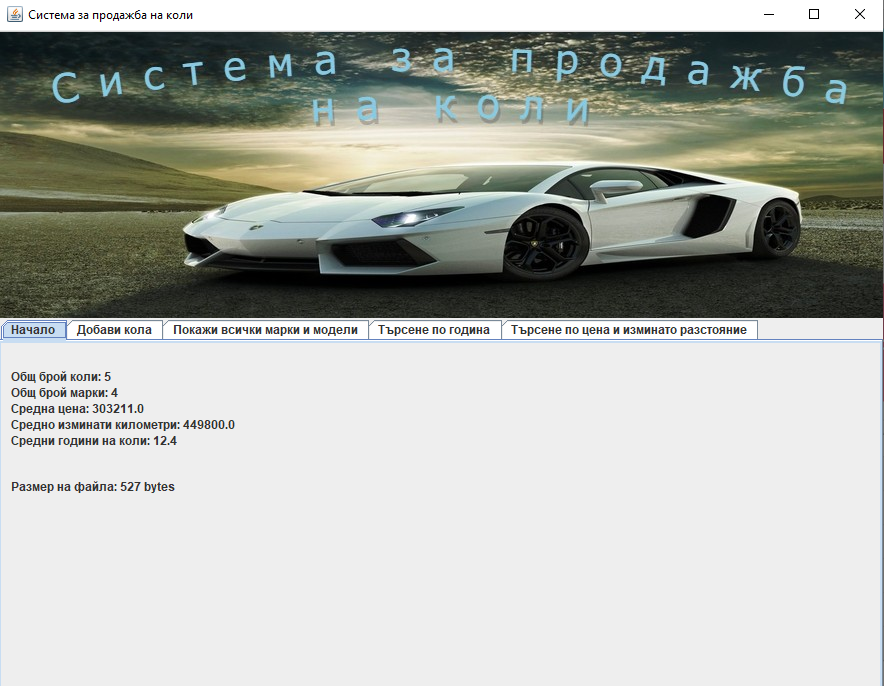 Система за продажба на коли
Система за продажба
на коли
Начало
Добави кола
Покажи всички марки и модели
Търсене по година
Търсене по цена и изминато разстояние
Общ брой коли: 5
Общ брой марки: 4
Средна цена: 303211.0
Средно изминати километри: 449800.0
Средни години на коли: 12.4
Размер на файла: 527 bytes